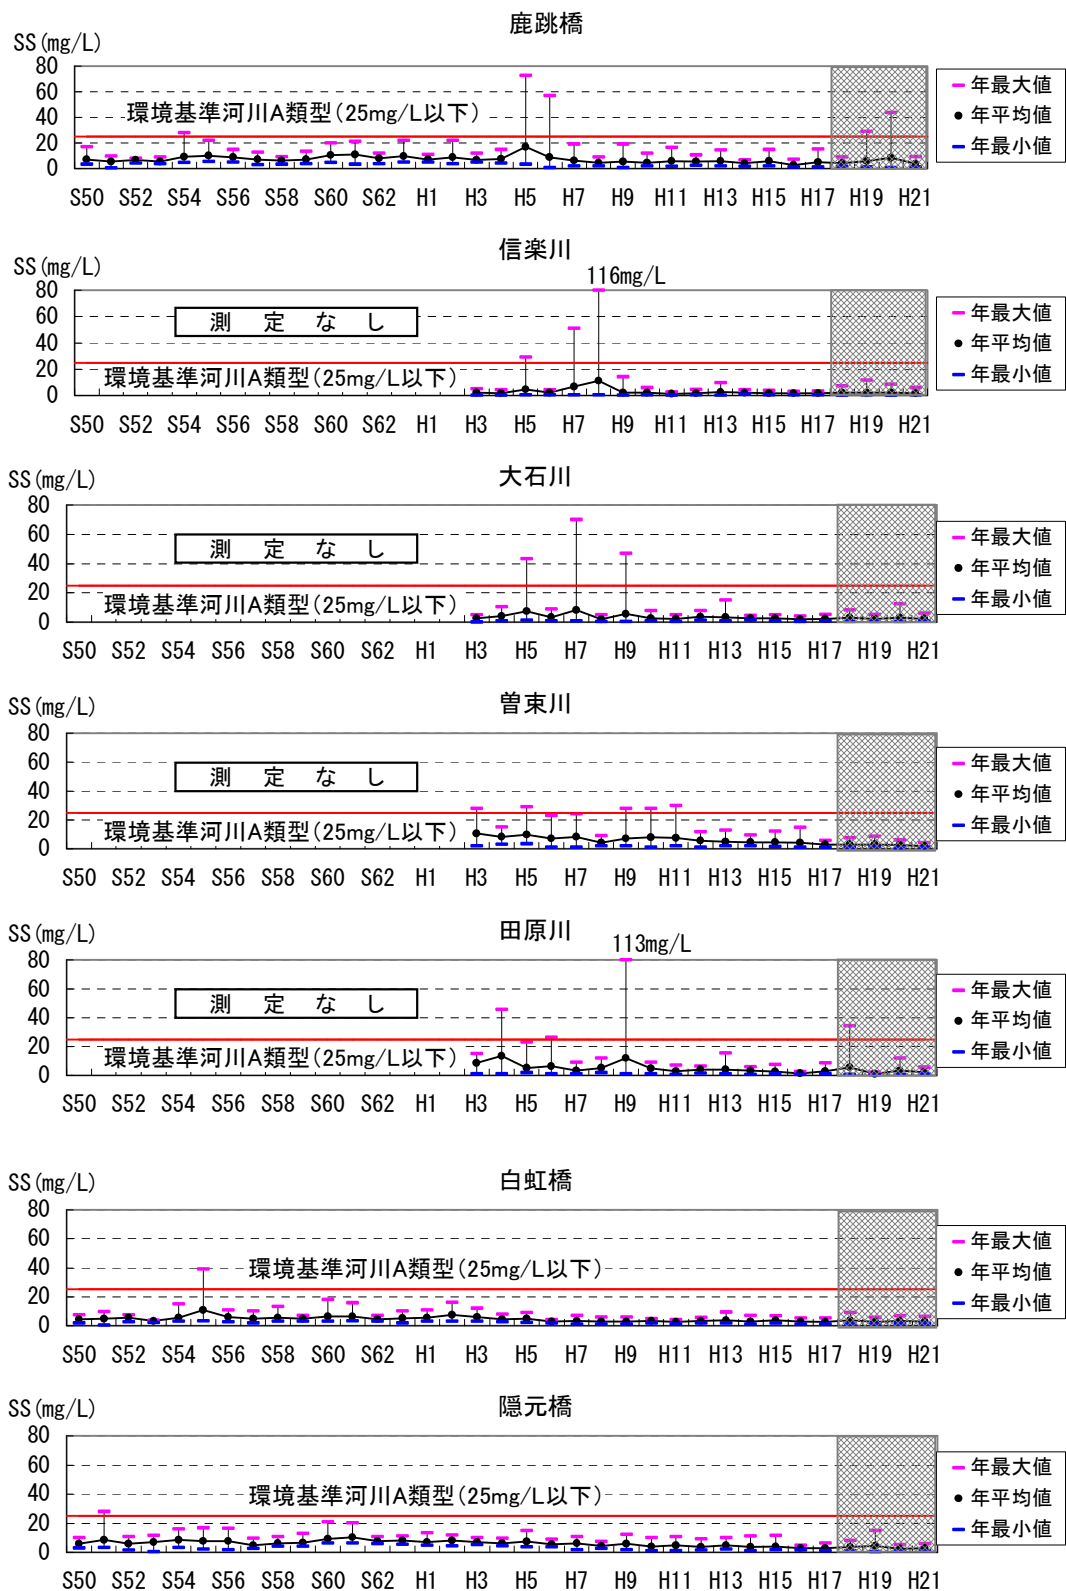 鹿跳橋
SS(mg/L)
80
60
40
20
0
環境基準河川A類型(25mg/L以下)
S50 S52 S54 S56 S58 S60 S62 H1 H3 H5 H7 H9 H11 H13 H15 H17 H19 H21
年最大値
年平均値
年最小値
信楽川
SS(mg/L)
116mg/L
80
60
40
20
0
測定なし
環境基準河川A類型(25mg/L以下)
S50 S52 S54 S56 S58 S60 S62 H1 H3 H5 H7 H9 H11 H13 H15 H17 H19 H21
年最大値
年平均値
年最小値
大石川
SS(mg/L)
80
60
40
20
0
測定なし
環境基準河川A類型(25mg/L以下)
S50 S52 S54 S56 S58 S60 S62 H1 H3 H5 H7 H9 H11 H13 H15 H17 H19 H21
年最大値
年平均値
年最小値
曽束川
SS(mg/L)
80
60
40
20
0
測定なし
環境基準河川A類型(25mg/L以下)
S50 S52 S54 S56 S58 S60 S62 H1 H3 H5 H7 H9 H11 H13 H15 H17 H19 H21
年最大値
年平均値
年最小値
田原川
SS(mg/L)
113mg/L
80
60
40
20
0
測定なし
環境基準河川A類型(25mg/L以下)
S50 S52 S54 S56 S58 S60 S62 H1 H3 H5 H7 H9 H11 H13 H15 H17 H19 H21
年最大値
年平均値
年最小値
白虹橋
SS(mg/L)
80
60
40
20
0
環境基準河川A類型(25mg/L以下)
S50 S52 S54 S56 S58 S60 S62 H1 H3 H5 H7 H9 H11 H13 H15 H17 H19 H21
年最大値
年平均値
年最小値
隠元橋
SS(mg/L)
80
60
40
20
0
環境基準河川A類型(25mg/L以下)
S50 S52 S54 S56 S58 S60 S62 H1 H3 H5 H7 H9 H11 H13 H15 H17 H19 H21
年最大値
年平均値
年最小値